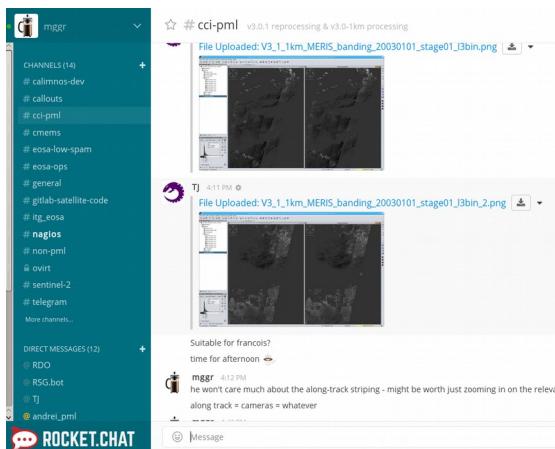 mggr
# cci-pml v3.0.1 reprocessing & v3.0-1km processing
CHANNELS (14) +
# calimnos-dev
# callouts
# cci-pml
# cmems
# eosa-low-spam
# eosa-ops
# general
# gitlab-satellite-code
# itg_eosa
# nagios
# non-pml
ovirt
# sentinel-2
# telegram
More channels...
DIRECT MESSAGES (12) +
@ RDO
@ RSG.bot
@ TJ
@ andrei_pml
ROCKET.CHAT
File Uploaded: V3_1_1km_MERIS_banding_20030101_stage01_l3bin.png
TJ 4:11 PM
File Uploaded: V3_1_1km_MERIS_banding_20030101_stage01_l3bin_2.png
Suitable for francois?
time for afternoon
mggr 4:12 PM
he won't care much about the along-track striping - might be worth just zooming in on the releva
along track = cameras = whatever
Message